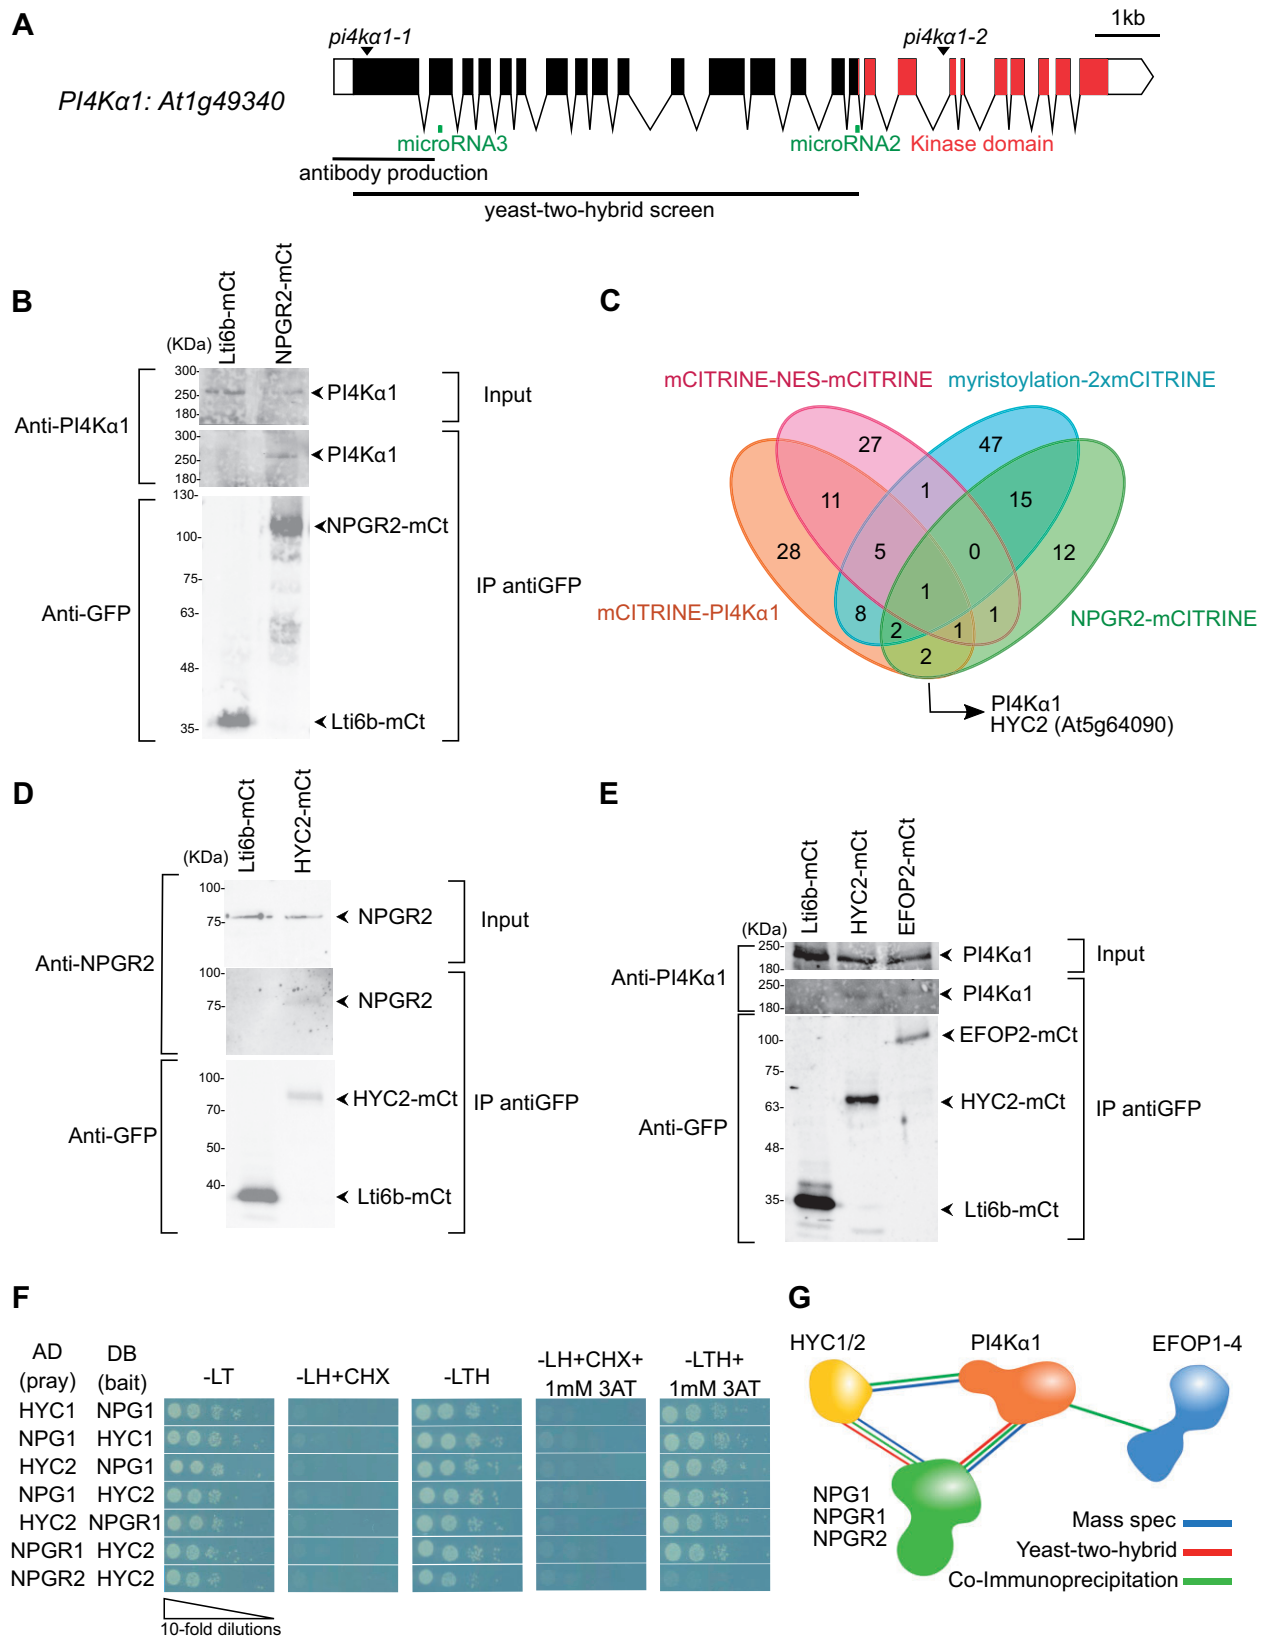 A
pi4kα1-1
pi4kα1-2
1kb
PI4Kα1: At1g49340
microRNA3
microRNA2
Kinase domain
antibody production
yeast-two-hybrid screen
B
Lti6b-mCt
NPGR2-mCt
(KDa)
300-
250-
180-
PI4Kα1
Input
Anti-PI4Kα1
300-
250-
180-
PI4Kα1
130-
100-
75-
63-
48-
35-
NPGR2-mCt
IP antiGFP
Anti-GFP
Lti6b-mCt
C
mCITRINE-NES-mCITRINE
myristoylation-2xmCITRINE
27
47
11
1
15
28
5
0
12
1
8
2
1
1
2
mCITRINE-PI4Kα1
NPGR2-mCITRINE
PI4Kα1
HYC2 (At5g64090)
D
Lti6b-mCt
HYC2-mCt
(KDa)
100-
75-
NPGR2
Input
Anti-NPGR2
100-
75-
NPGR2
100-
70-
50-
40-
HYC2-mCt
IP antiGFP
Anti-GFP
Lti6b-mCt
E
Lti6b-mCt
HYC2-mCt
EFOP2-mCt
(KDa)
250-
180-
PI4Kα1
Input
Anti-PI4Kα1
250-
180-
PI4Kα1
100-
75-
63-
48-
35-
EFOP2-mCt
HYC2-mCt
IP antiGFP
Anti-GFP
Lti6b-mCt
F
AD
(pray)
DB
(bait)
-LT
-LH+CHX
-LTH
-LH+CHX+
1mM 3AT
-LTH+
1mM 3AT
HYC1 NPG1
NPG1 HYC1
HYC2 NPG1
NPG1 HYC2
HYC2 NPGR1
NPGR1 HYC2
NPGR2 HYC2
10-fold dilutions
G
HYC1/2
PI4Kα1
EFOP1-4
NPG1
NPGR1
NPGR2
Mass spec
Yeast-two-hybrid
Co-Immunoprecipitation